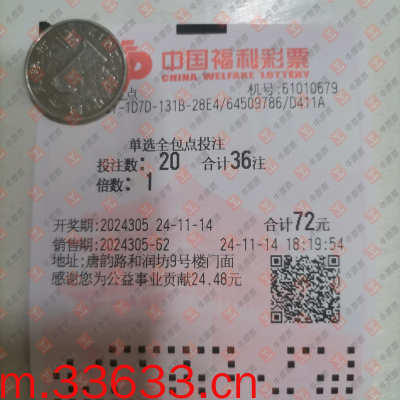 中国福利彩票
CHINA WELFARE LOTTERY
点
机号:61010679
-1D7D-131B-28E4/64509786/D411A
单选全包点投注
投注数: 20 合计36注
倍数: 1
开奖期:2024305 24-11-14 合计72元
销售期:2024305-62 24-11-14 18:19:54
地址:唐韵路和润坊9号楼门面
感谢您为公益事业贡献24.48元
m.33633.cn